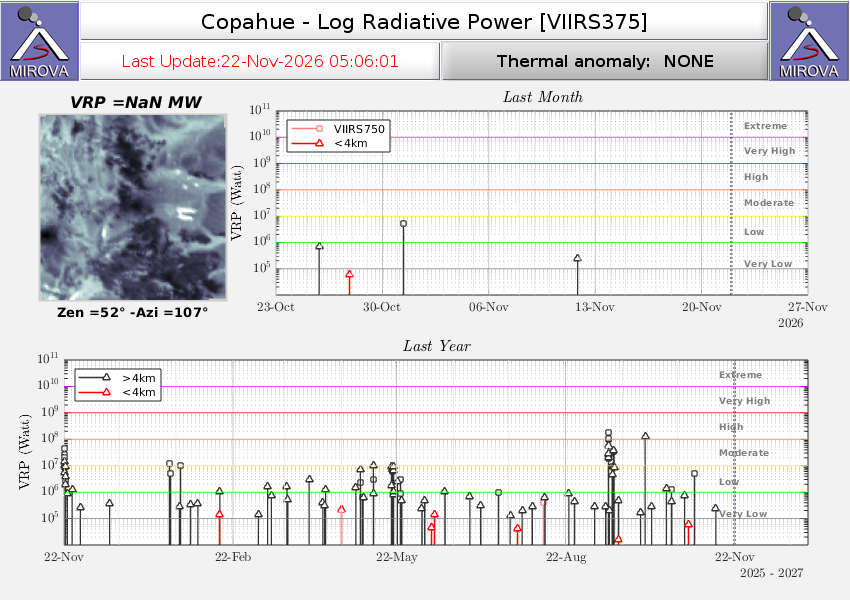 Copahue - Log Radiative Power [VIIRS375]
MIROVA
Last Update:22-Nov-2026 05:06:01
Thermal anomaly: NONE
MIROVA
VRP =NaN MW
Zen =52° -Azi =107°
Last Month
VRP (Watt)
10^11
10^10
10^9
10^8
10^7
10^6
10^5
VIIRS750
<4km
Extreme
Very High
High
Moderate
Low
Very Low
23-Oct 30-Oct 06-Nov 13-Nov 20-Nov 27-Nov
2026
Last Year
VRP (Watt)
10^11
10^10
10^9
10^8
10^7
10^6
10^5
>4km
<4km
Extreme
Very High
High
Moderate
Low
Very Low
22-Nov 22-Feb 22-May 22-Aug 22-Nov
2025 - 2027